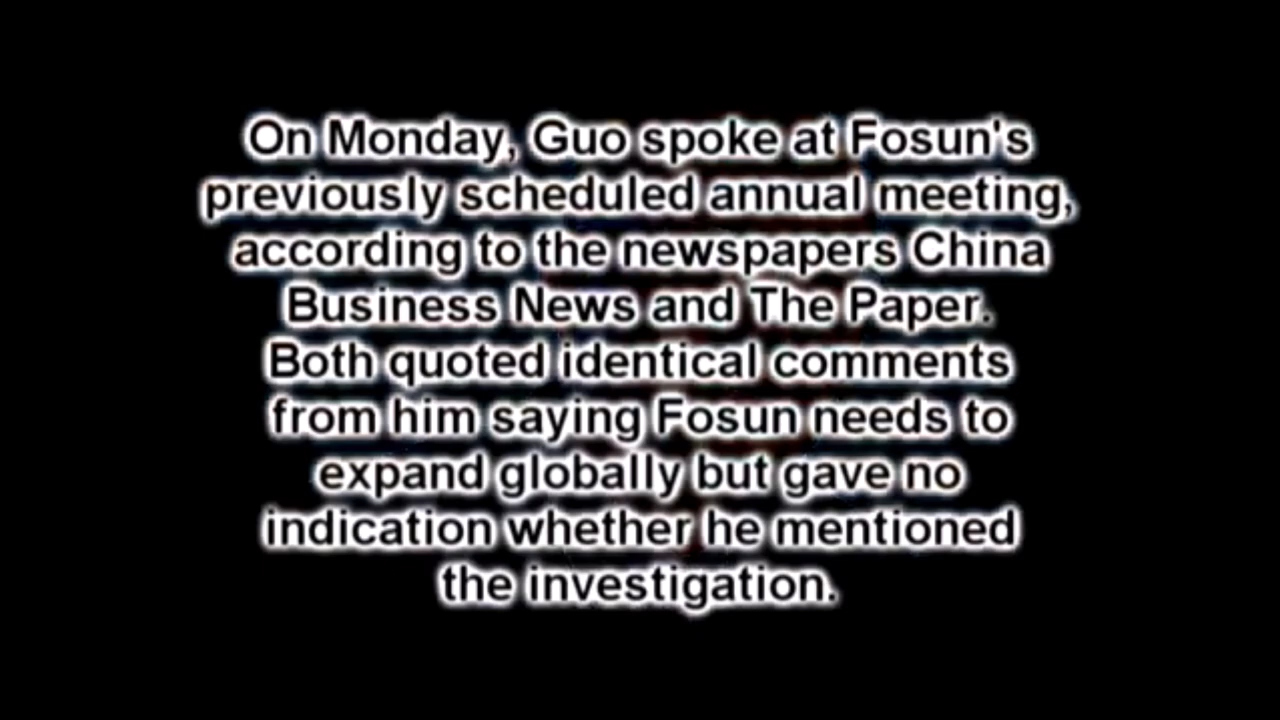 On Monday, Guo spoke at Fosun's
previously scheduled annual meeting,
according to the newspapers China
Business News and The Paper.
Both quoted identical comments
from him saying Fosun needs to
expand globally but gave no
indication whether he mentioned
the investigation.